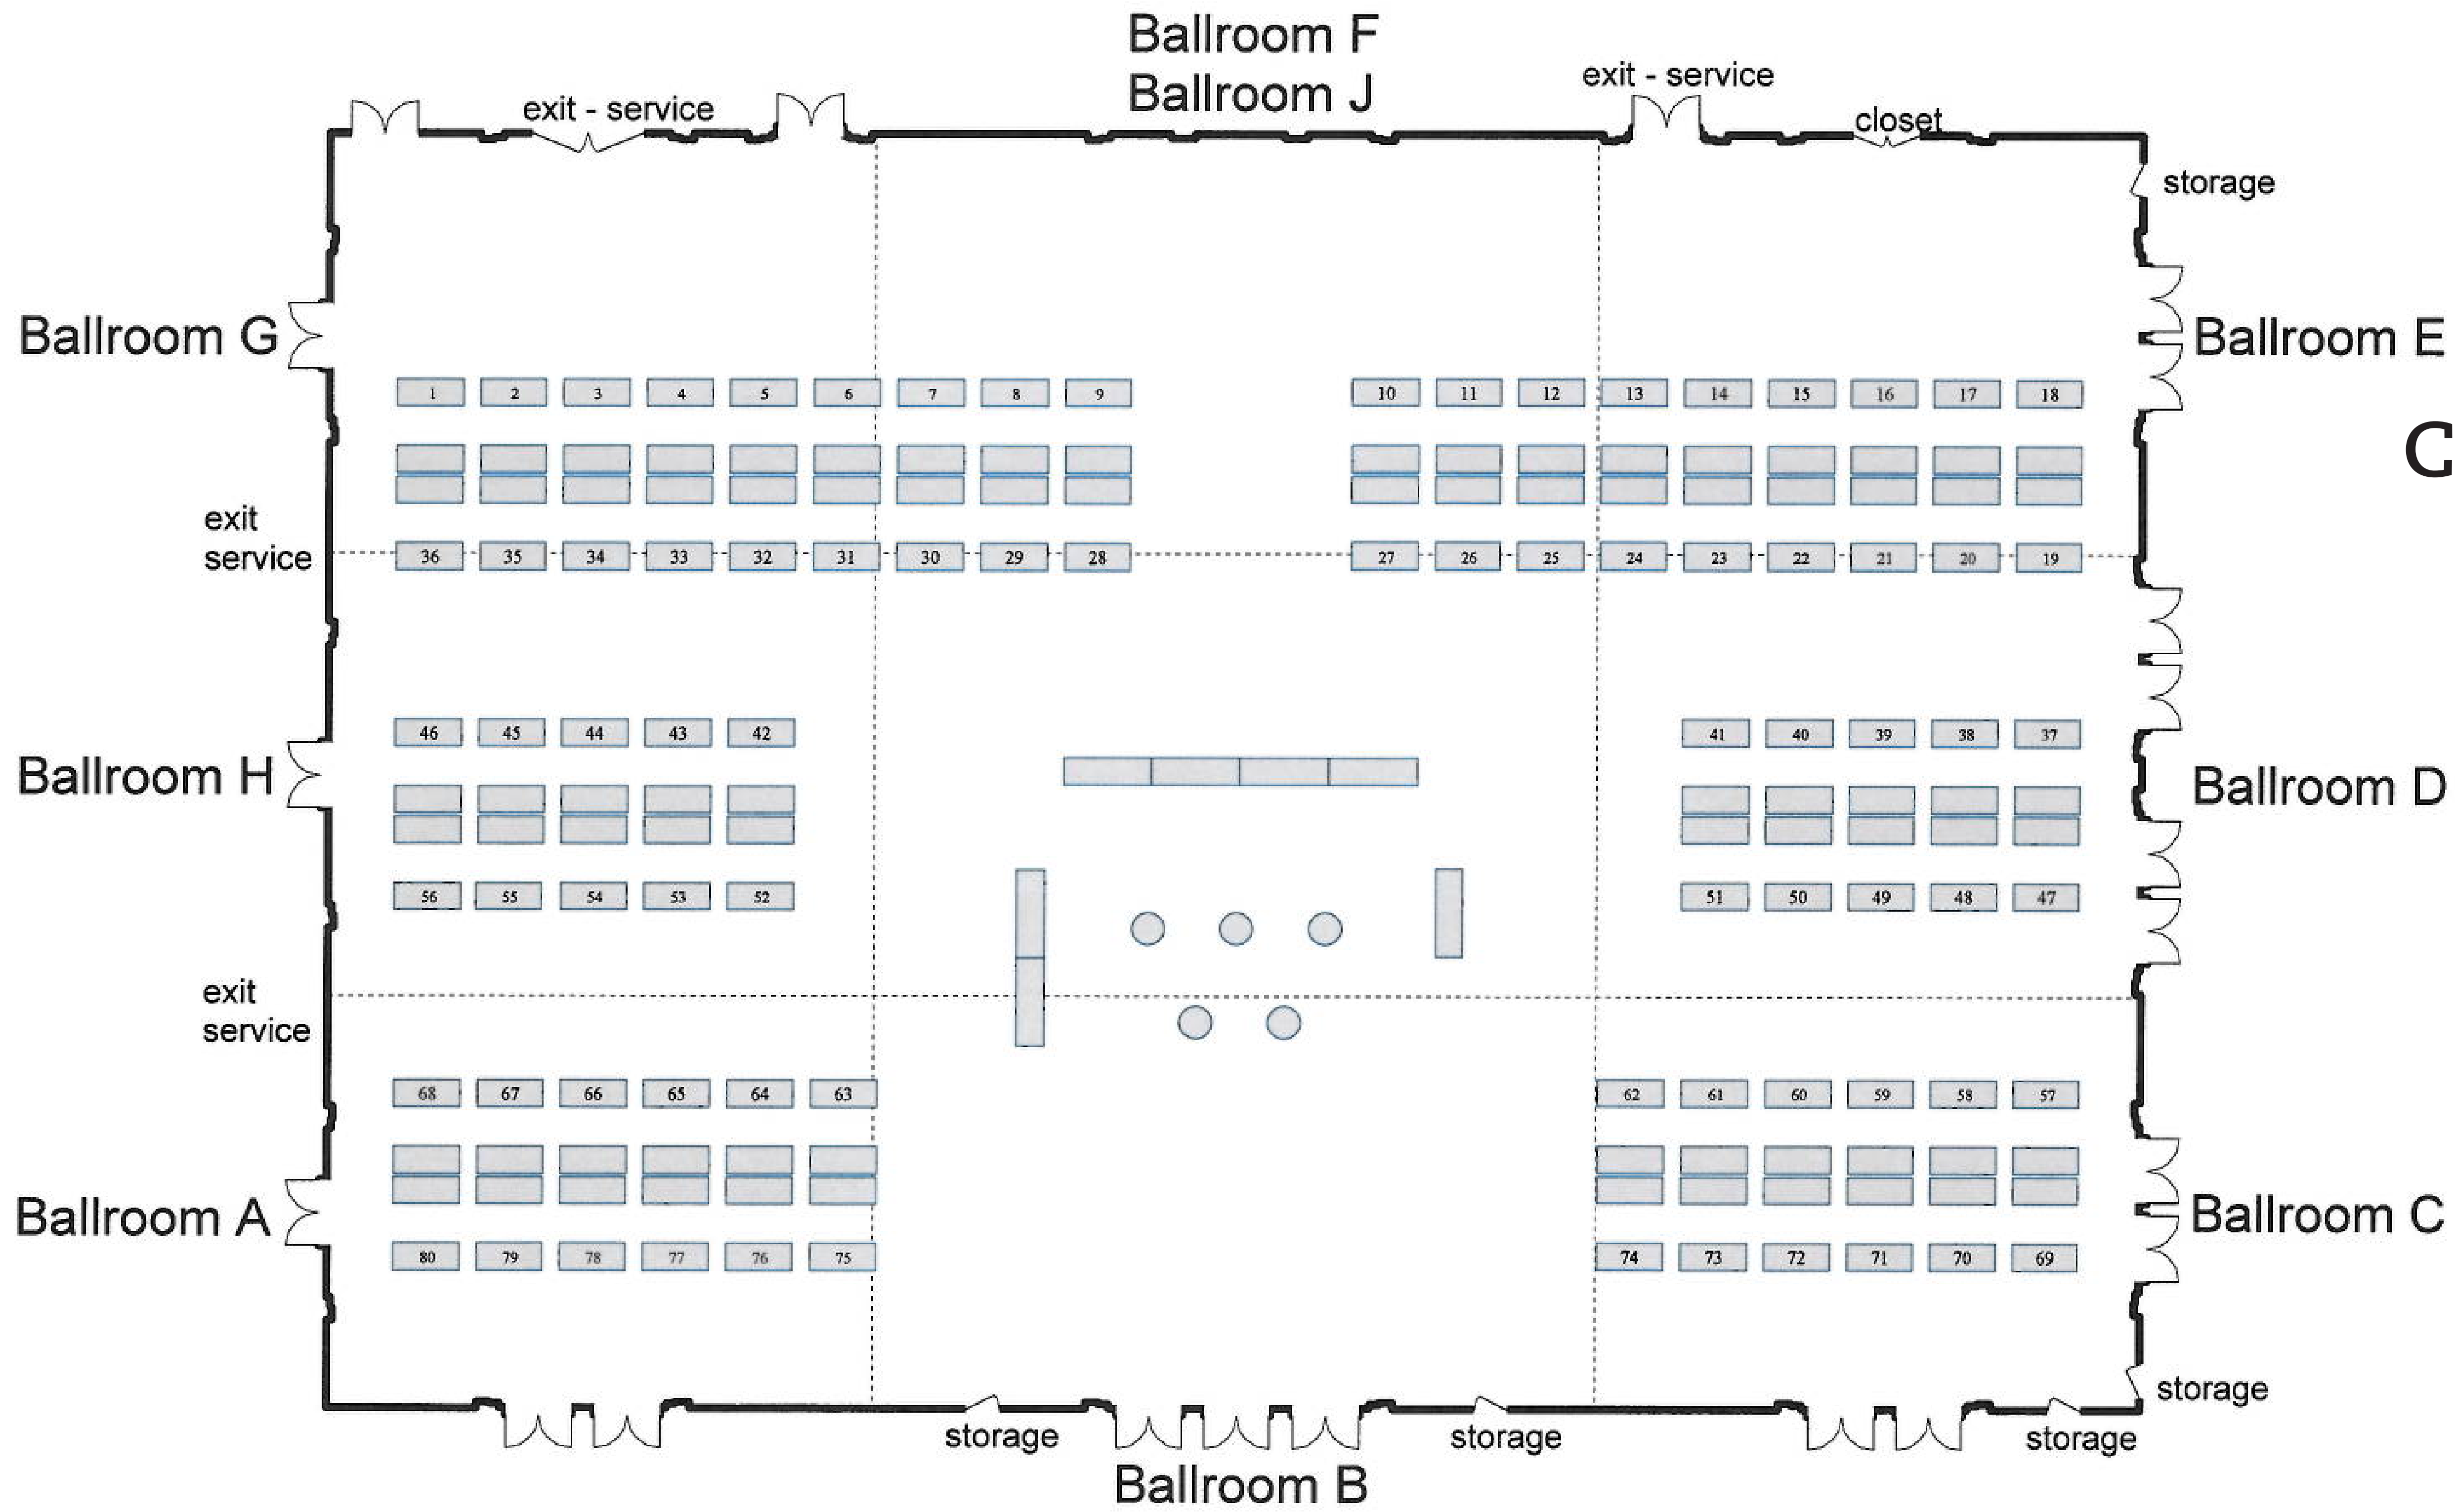 Ballroom F
Ballroom J
exit - service
exit - service
closet
storage
Ballroom G
Ballroom E
1 2 3 4 5 6 7 8 9 10 11 12 13 14 15 16 17 18
C
exit
service
36 35 34 33 32 31 30 29 28 27 26 25 24 23 22 21 20 19
46 45 44 43 42 41 40 39 38 37
Ballroom H
Ballroom D
56 55 54 53 52 51 50 49 48 47
exit
service
68 67 66 65 64 63 62 61 60 59 58 57
Ballroom A
Ballroom C
80 79 78 77 76 75 74 73 72 71 70 69
storage
storage
storage
storage
Ballroom B